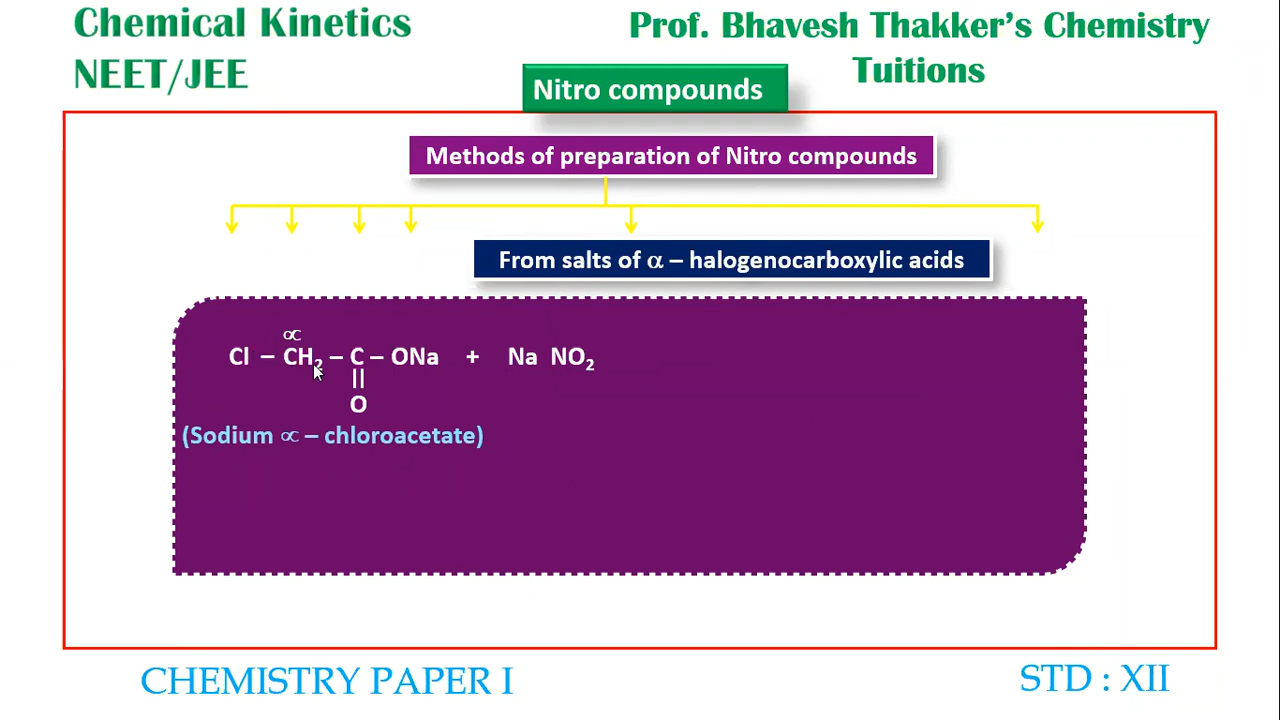 Chemical Kinetics
NEET/JEE
Prof. Bhavesh Thakker's Chemistry
Tuitions
Nitro compounds
Methods of preparation of Nitro compounds
From salts of α – halogenocarboxylic acids
∝
Cl – CH₂ – C – ONa + Na NO₂
||
O
(Sodium ∝ – chloroacetate)
CHEMISTRY PAPER I
STD : XII